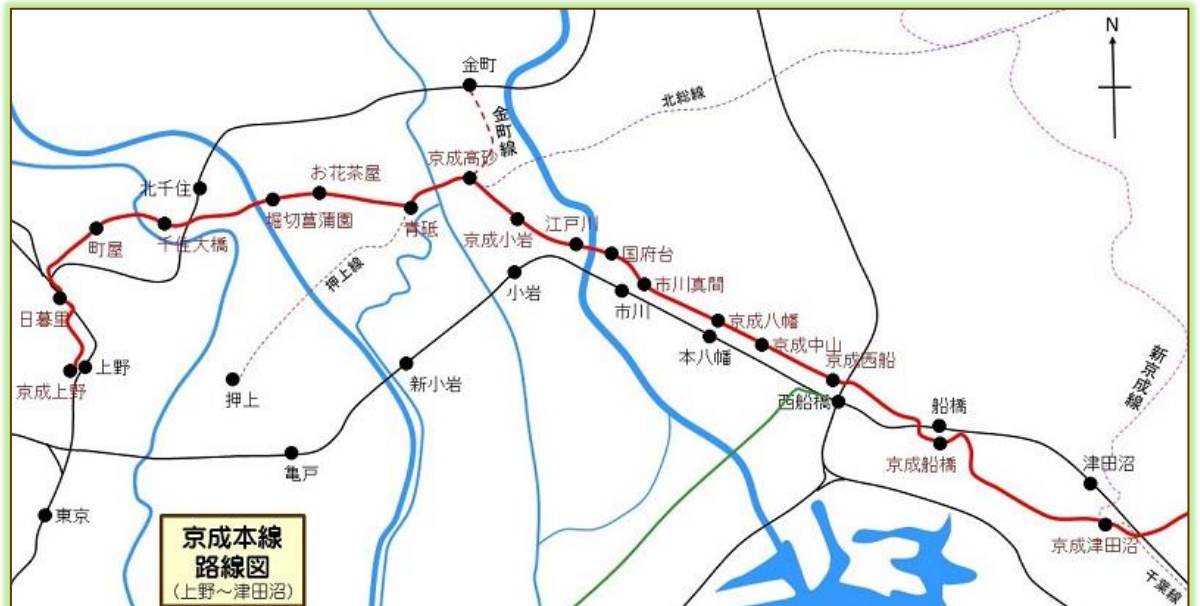 N
金町
金町線
北総線
京成高砂
お花茶屋
北千住
堀切菖蒲園
青砥
江戸川
京成小岩
国府台
町屋
千住大橋
押上線
小岩
市川真間
市川
日暮里
京成八幡
本八幡
京成中山
京成西船
新京成線
上野
京成上野
押上
新小岩
西船橋
船橋
京成船橋
津田沼
亀戸
東京
京成津田沼
千葉線
京成本線
路線図
(上野～津田沼)